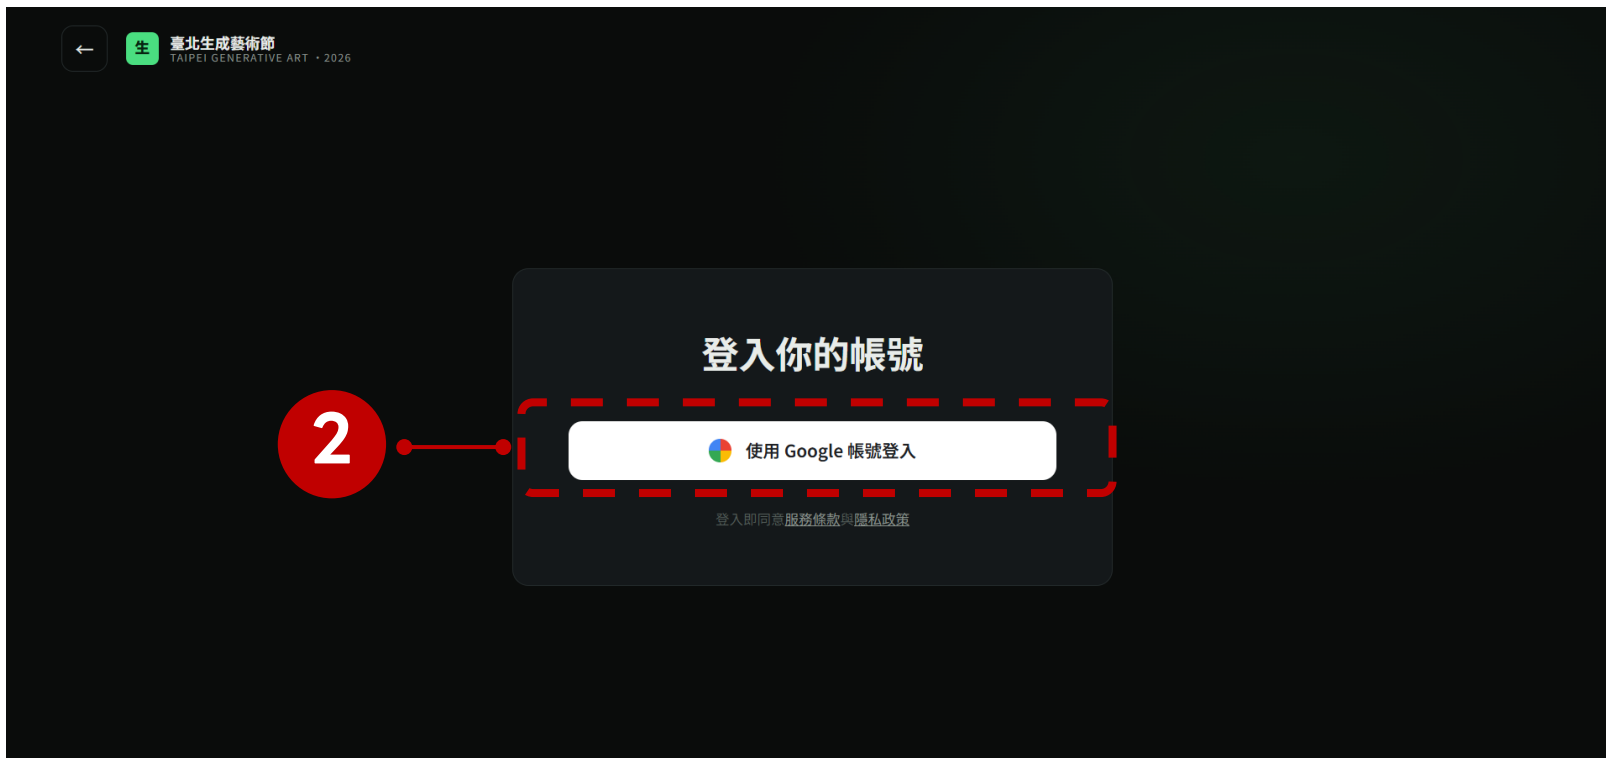 ←
生
臺北生成藝術節
TAIPEI GENERATIVE ART ・2026
登入你的帳號
2
使用 Google 帳號登入
登入即同意服務條款與隱私政策